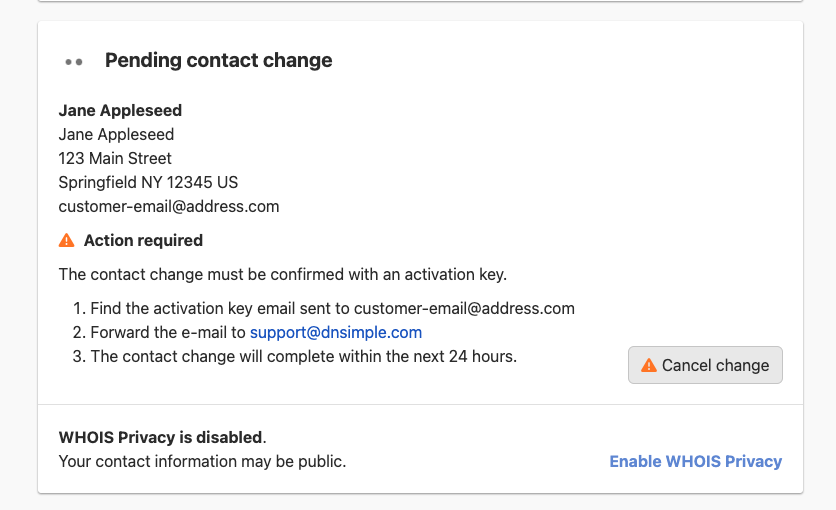 Pending contact change
Jane Appleseed
Jane Appleseed
123 Main Street
Springfield NY 12345 US
customer-email@address.com
Action required
The contact change must be confirmed with an activation key.
1. Find the activation key email sent to customer-email@address.com
2. Forward the e-mail to support@dnsimple.com
3. The contact change will complete within the next 24 hours.
Cancel change
WHOIS Privacy is disabled.
Your contact information may be public.
Enable WHOIS Privacy